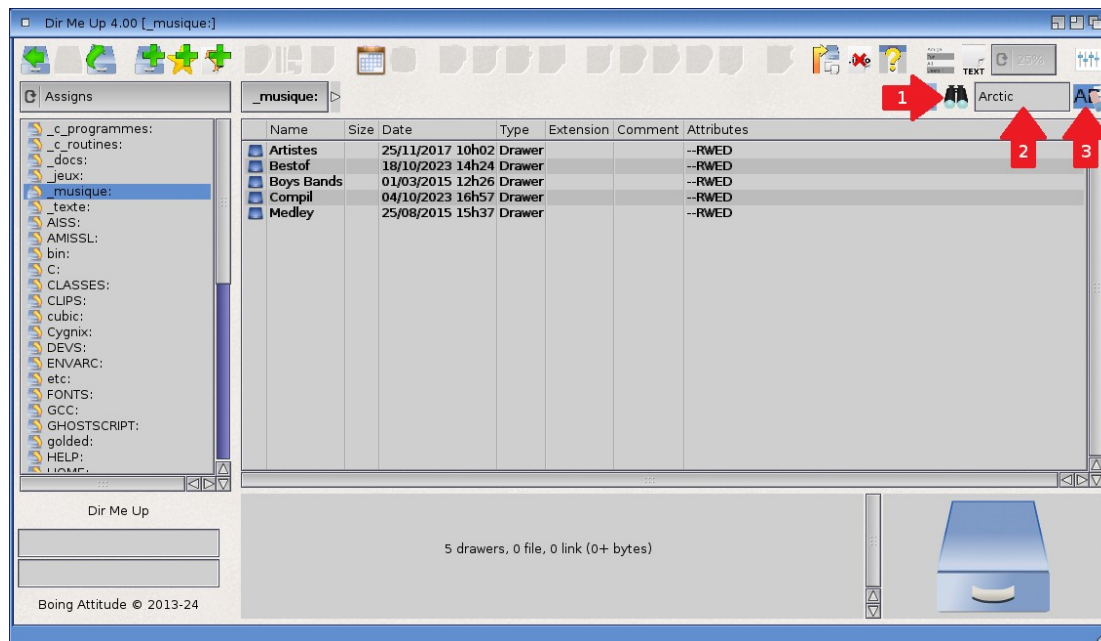 Dir Me Up 4.00 [_musique:]
TEXT
25%
Assigns
_musique:
1
Arctic
2
3
_c_programmes:
_c_routines:
_docs:
_jeux:
_musique:
_texte:
AISS:
AMISSL:
bin:
C:
CLASSES:
CLIPS:
cubic:
Cygnix:
DEVS:
ENVARC:
etc:
FONTS:
GCC:
GHOSTSCRIPT:
golded:
HELP:
HOME:
Name Size Date Type Extension Comment Attributes
Artistes 25/11/2017 10h02 Drawer --RWED
Bestof 18/10/2023 14h24 Drawer --RWED
Boys Bands 01/03/2015 12h26 Drawer --RWED
Compil 04/10/2023 16h57 Drawer --RWED
Medley 25/08/2015 15h37 Drawer --RWED
Dir Me Up
Boing Attitude © 2013-24
5 drawers, 0 file, 0 link (0+ bytes)